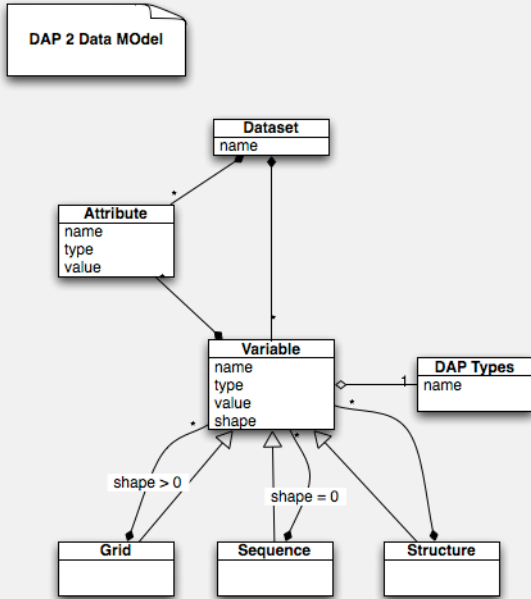 DAP 2 Data MOdel
Dataset
name
*
Attribute
name
type
value
*
*
Variable
name
type
value
shape
1
DAP Types
name
*
*
*
shape > 0
shape = 0
Grid
Sequence
Structure